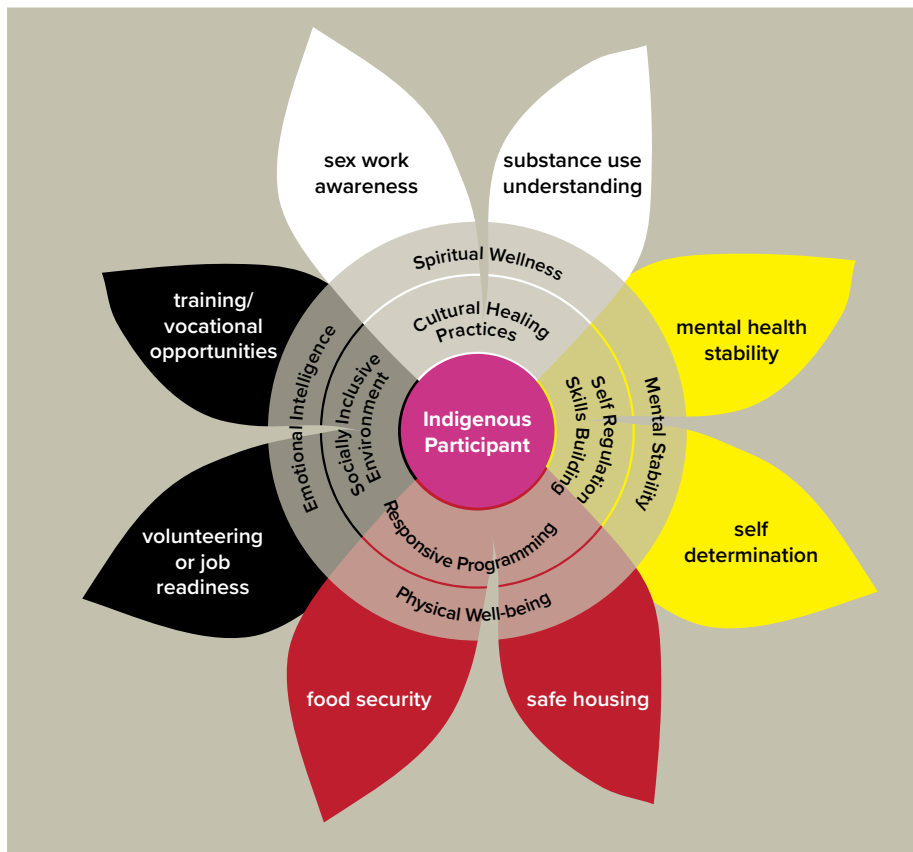 sex work
awareness
substance use
understanding
training/
vocational
opportunities
mental health
stability
Spiritual Wellness
Cultural Healing
Practices
Emotional Intelligence
Socially Inclusive
Environment
Indigenous
Participant
Self Regulation
Skills Building
Mental Stability
volunteering
or job
readiness
self
determination
Responsive Programming
Physical Well-being
food security
safe housing